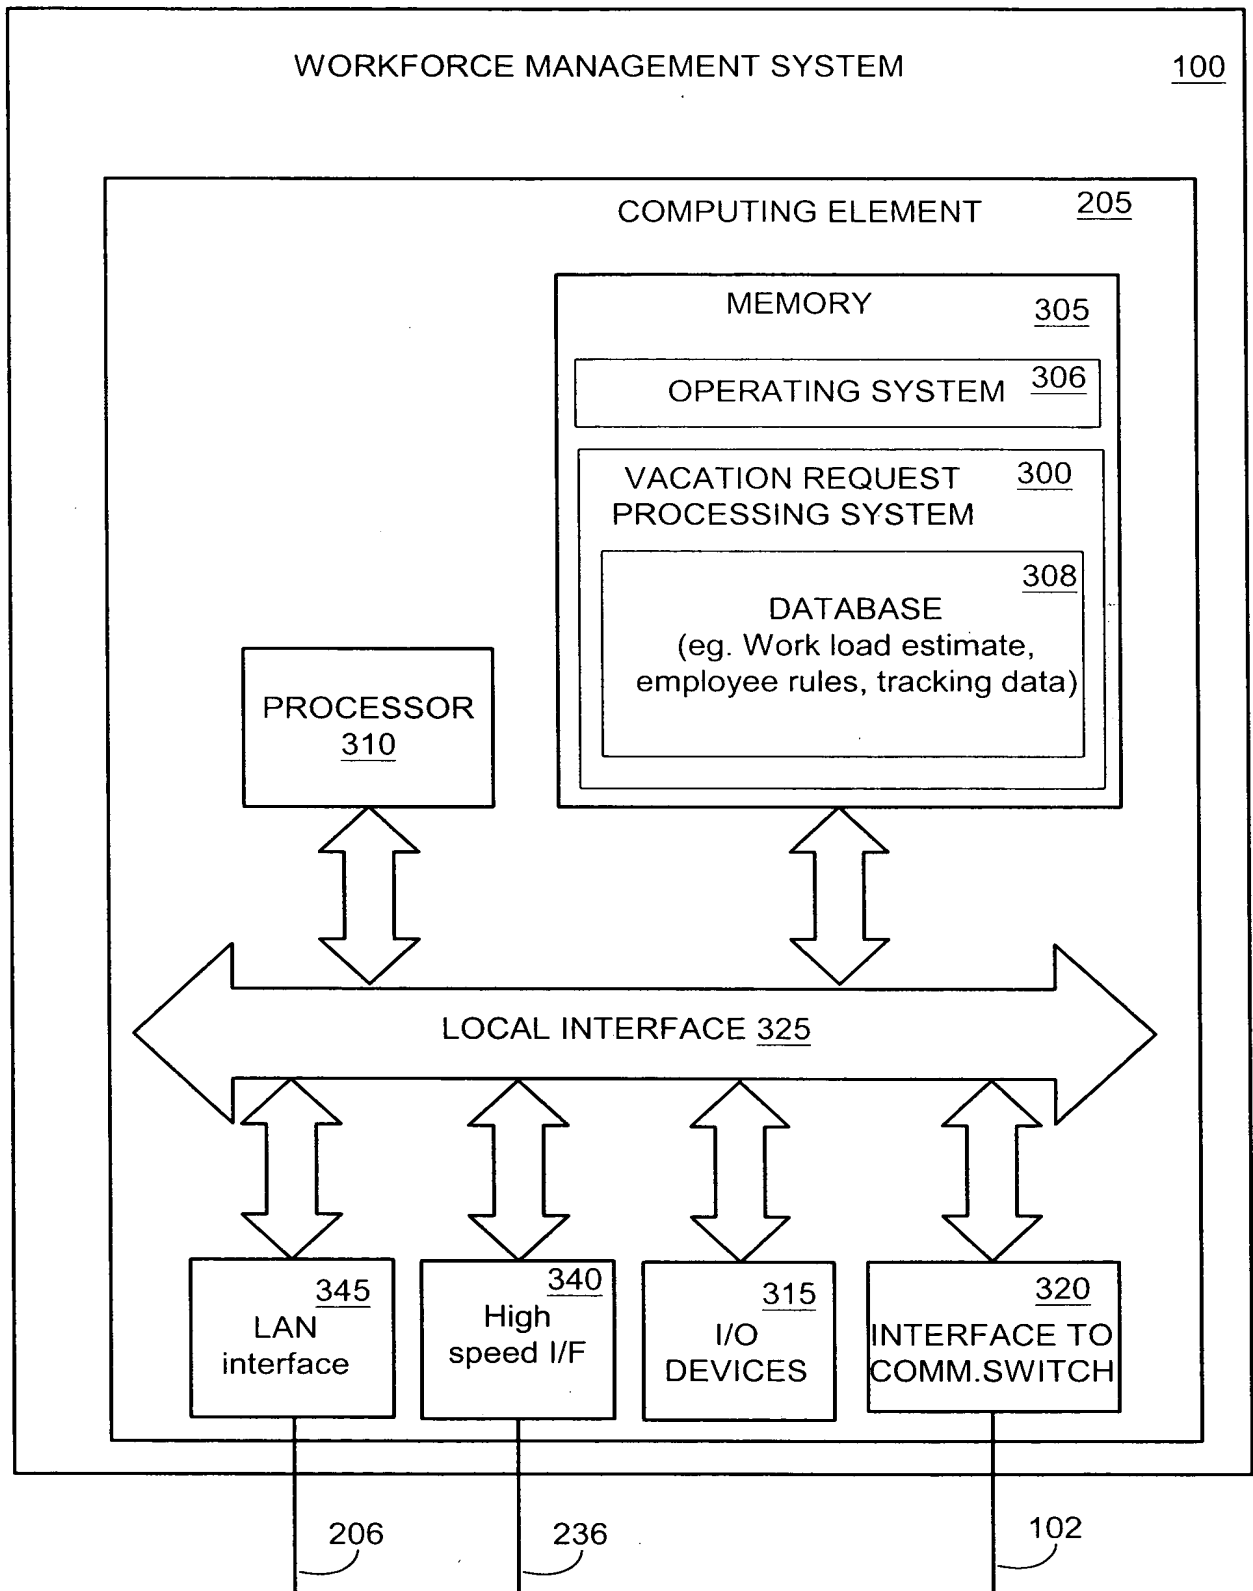 WORKFORCE MANAGEMENT SYSTEM 100
COMPUTING ELEMENT 205
MEMORY 305
OPERATING SYSTEM 306
VACATION REQUEST 300
PROCESSING SYSTEM
308
DATABASE
(eg. Work load estimate,
employee rules, tracking data)
PROCESSOR
310
LOCAL INTERFACE 325
345
LAN
interface
340
High
speed I/F
315
I/O
DEVICES
320
INTERFACE TO
COMM.SWITCH
206
236
102